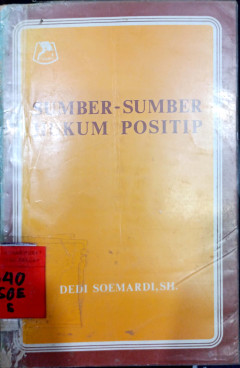 SUMBER-SUMBER
HUKUM POSITIP
40
SOE
S
DEDI SOEMARDI, SH.